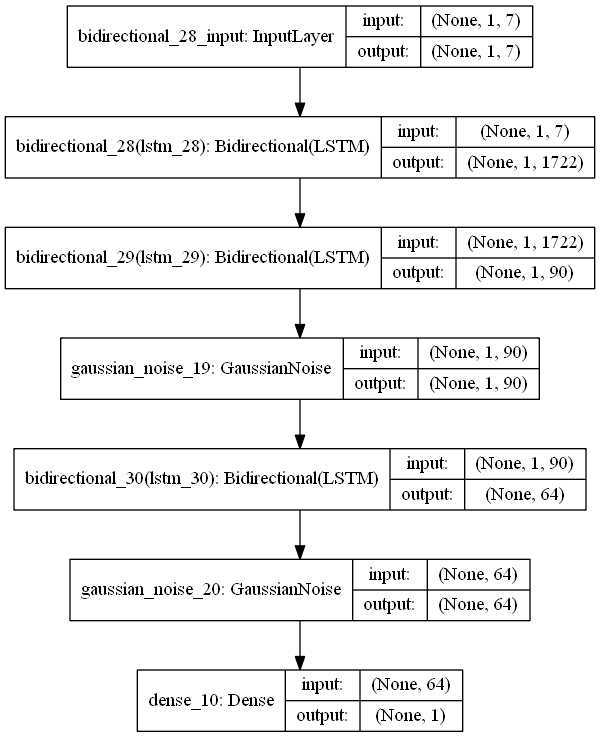 bidirectional_28_input: InputLayer
input: (None, 1, 7)
output: (None, 1, 7)
bidirectional_28(lstm_28): Bidirectional(LSTM)
input: (None, 1, 7)
output: (None, 1, 1722)
bidirectional_29(lstm_29): Bidirectional(LSTM)
input: (None, 1, 1722)
output: (None, 1, 90)
gaussian_noise_19: GaussianNoise
input: (None, 1, 90)
output: (None, 1, 90)
bidirectional_30(lstm_30): Bidirectional(LSTM)
input: (None, 1, 90)
output: (None, 64)
gaussian_noise_20: GaussianNoise
input: (None, 64)
output: (None, 64)
dense_10: Dense
input: (None, 64)
output: (None, 1)